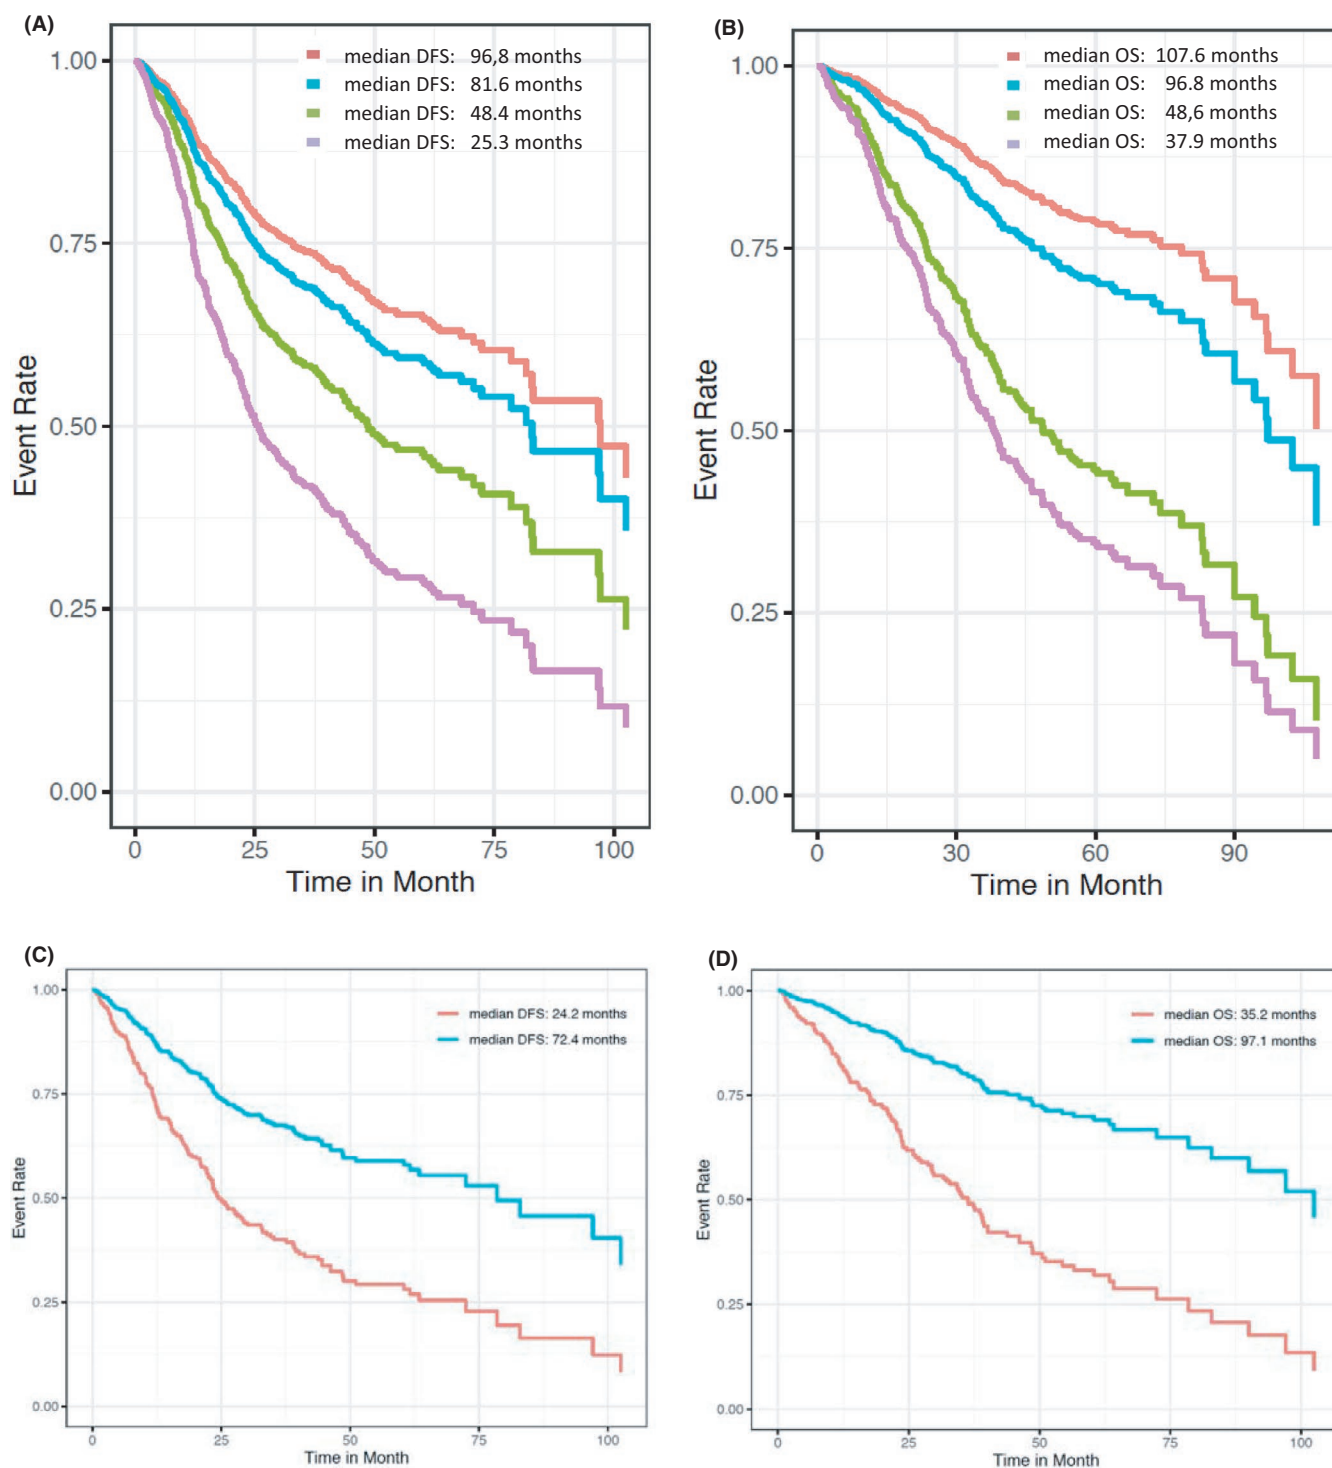 (A)
median DFS: 96,8 months
median DFS: 81.6 months
median DFS: 48.4 months
median DFS: 25.3 months
1.00
0.75
0.50
0.25
0.00
Event Rate
0 25 50 75 100
Time in Month
(B)
median OS: 107.6 months
median OS: 96.8 months
median OS: 48,6 months
median OS: 37.9 months
1.00
0.75
0.50
0.25
0.00
Event Rate
0 30 60 90
Time in Month
(C)
median DFS: 24.2 months
median DFS: 72.4 months
1.00
0.75
0.50
0.25
0.00
Event Rate
0 25 50 75 100
Time in Month
(D)
median OS: 35.2 months
median OS: 97.1 months
1.00
0.75
0.50
0.25
0.00
Event Rate
0 25 50 75 100
Time in Month